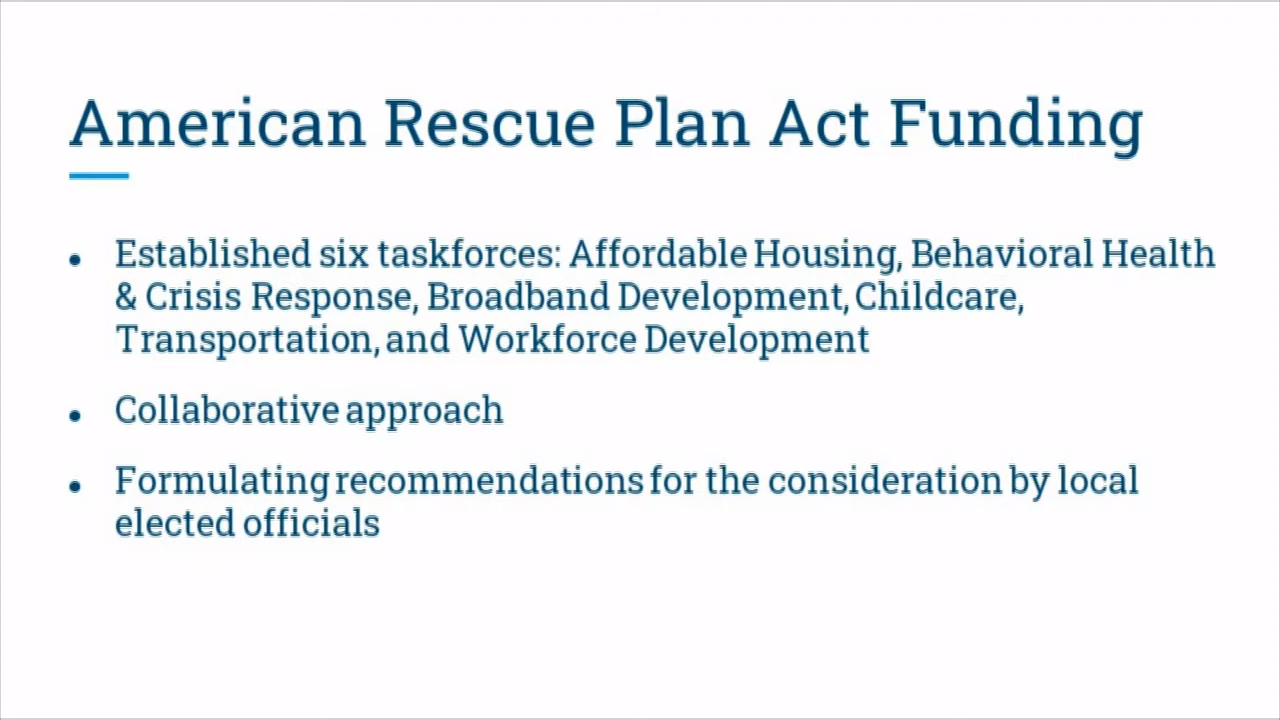 American Rescue Plan Act Funding
• Established six taskforces: Affordable Housing, Behavioral Health
& Crisis Response, Broadband Development, Childcare,
Transportation, and Workforce Development
• Collaborative approach
• Formulating recommendations for the consideration by local
elected officials